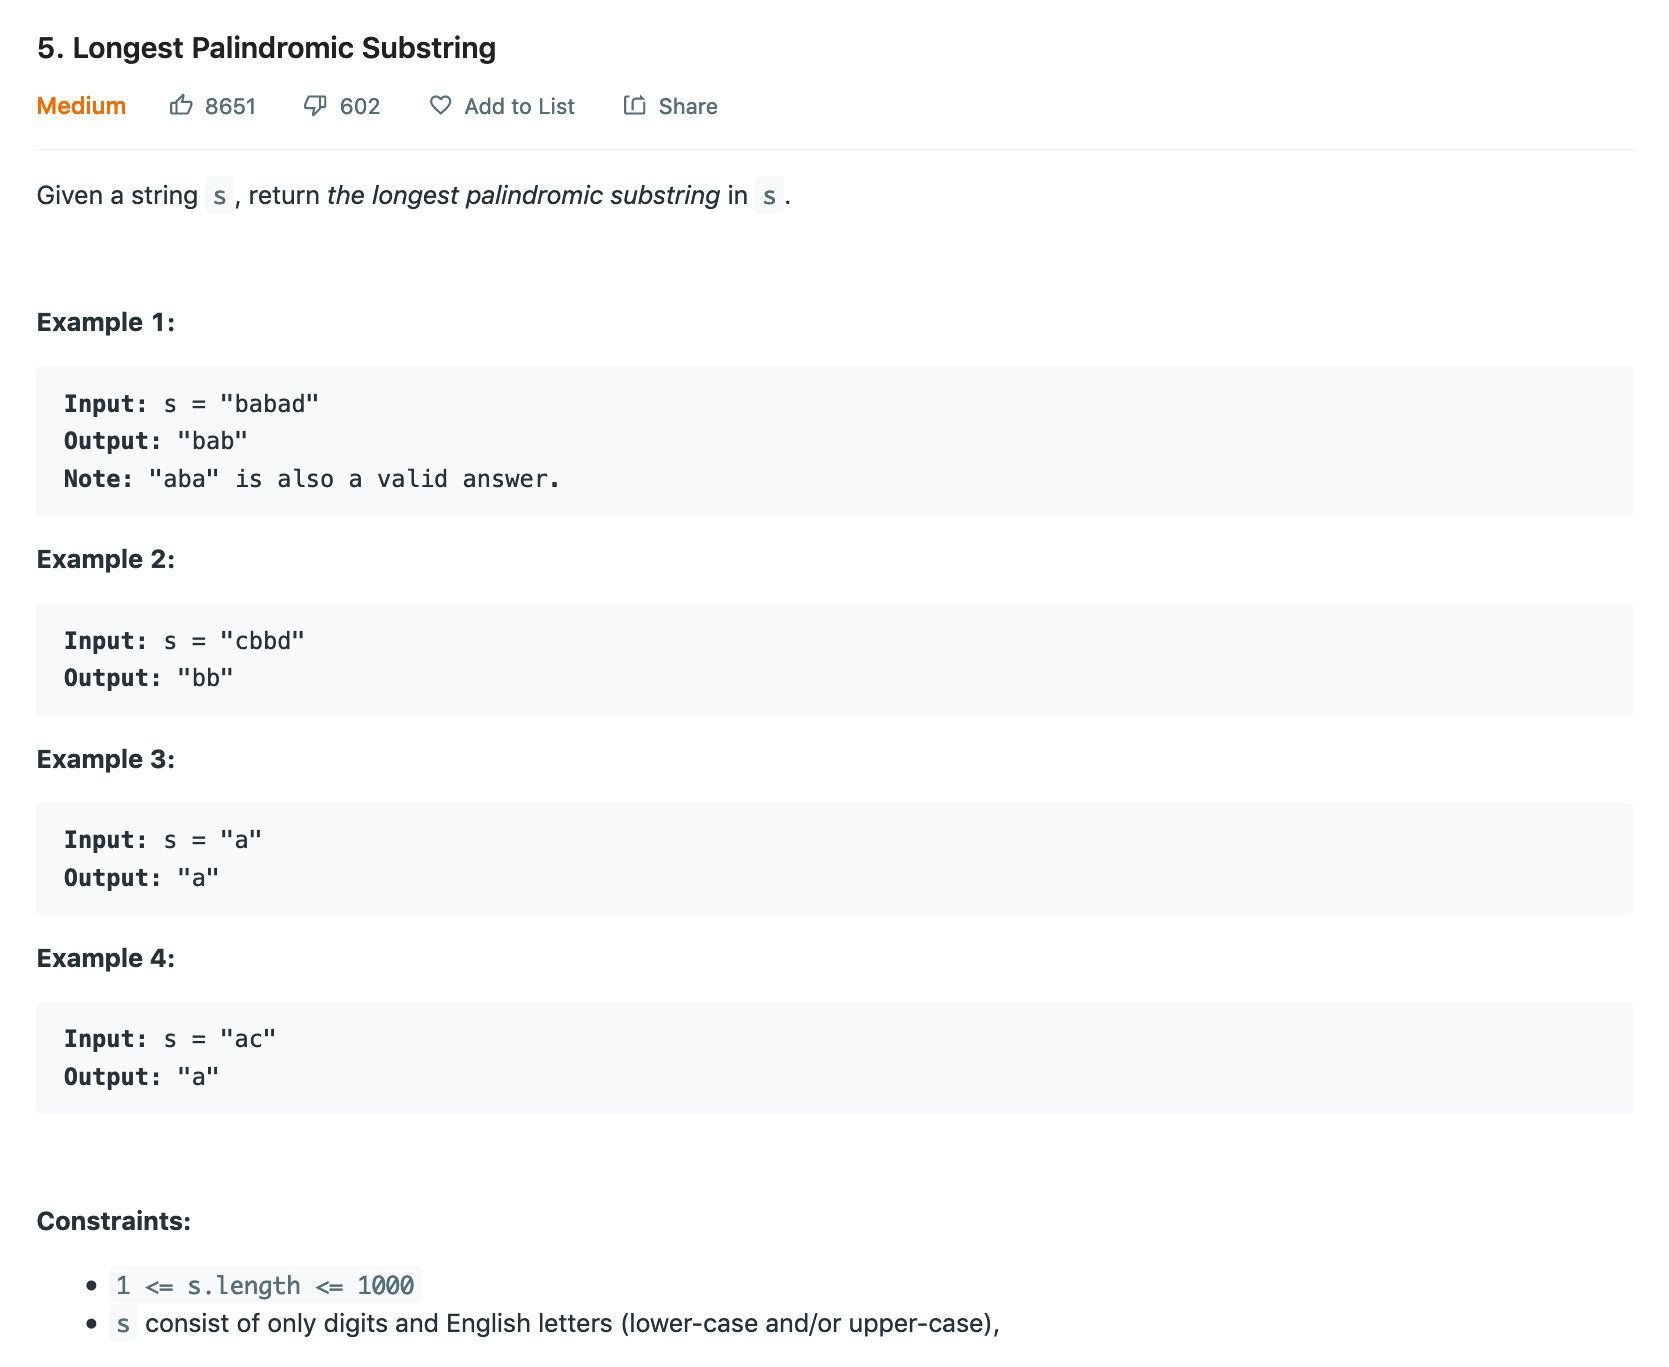 5. Longest Palindromic Substring
Medium 8651 602 Add to List Share
Given a string s, return the longest palindromic substring in s.
Example 1:
Input: s = "babad"
Output: "bab"
Note: "aba" is also a valid answer.
Example 2:
Input: s = "cbbd"
Output: "bb"
Example 3:
Input: s = "a"
Output: "a"
Example 4:
Input: s = "ac"
Output: "a"
Constraints:
• 1 <= s.length <= 1000
• s consist of only digits and English letters (lower-case and/or upper-case),